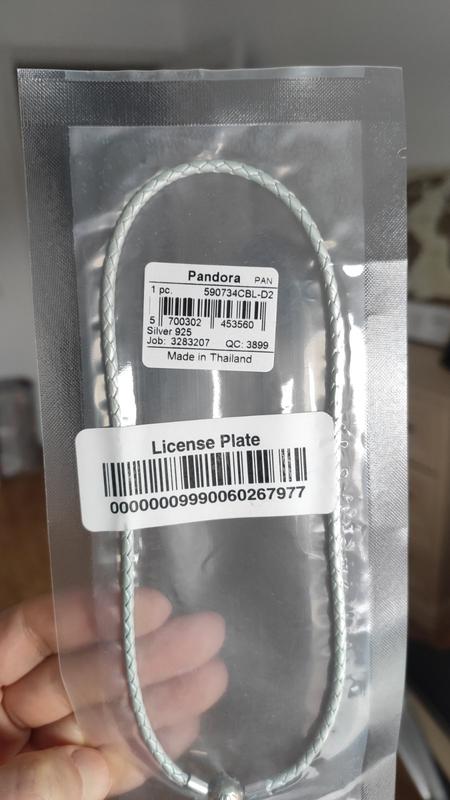 Pandora PAN
1 pc. 590734CBL-D2
5 700302 453560
Silver 925
Job: 3283207 QC: 3899
Made in Thailand
License Plate
00000009990060267977